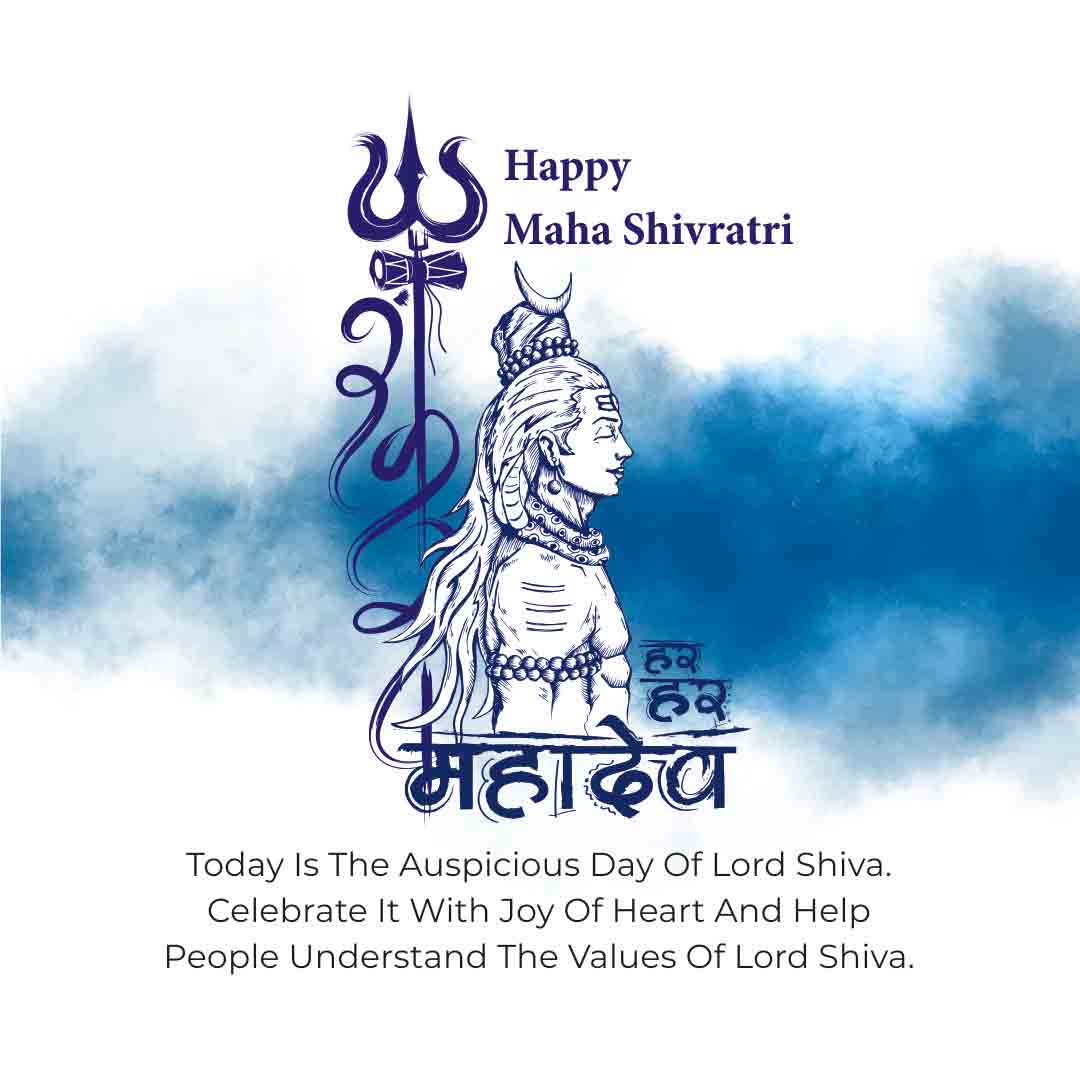 Happy
Maha Shivratri
हर
हर
महादेव
Today Is The Auspicious Day Of Lord Shiva.
Celebrate It With Joy Of Heart And Help
People Understand The Values Of Lord Shiva.